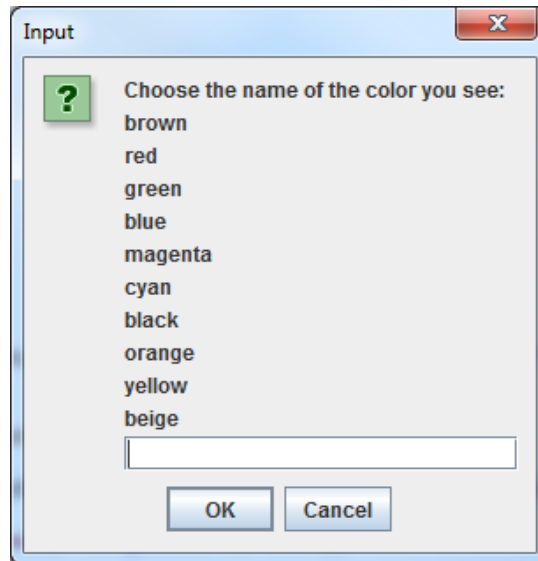 Input
Choose the name of the color you see:
brown
red
green
blue
magenta
cyan
black
orange
yellow
beige
OK Cancel